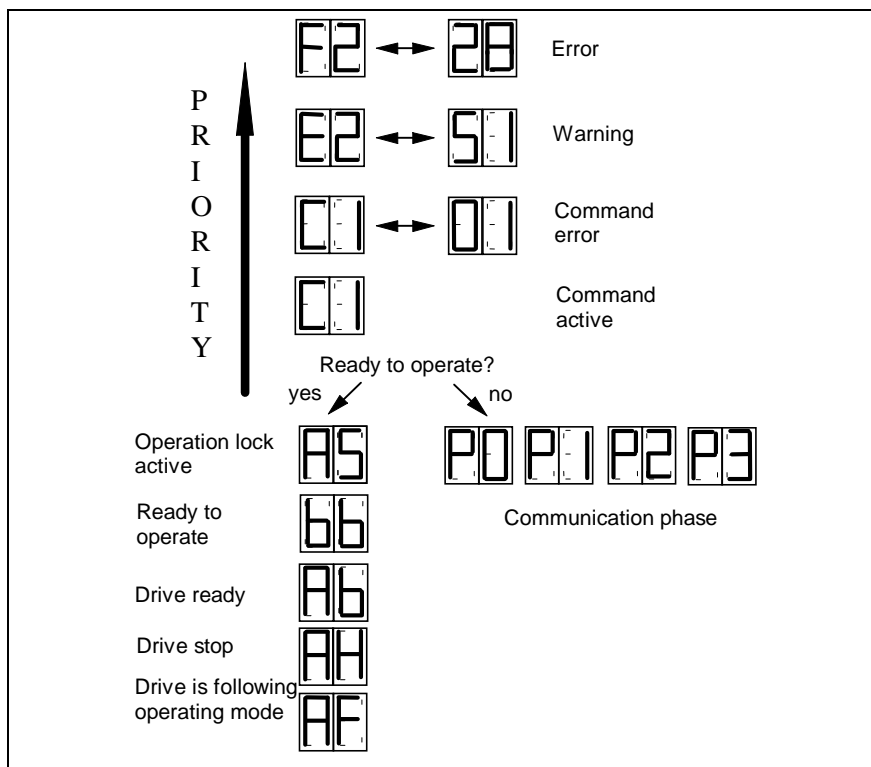 PRIORITY
F2 28 Error
E2 51 Warning
C1 01 Command
error
C1 Command
active
Ready to operate?
yes no
Operation lock
active
AS
P0 P1 P2 P3
Ready to
operate
bb
Communication phase
Drive ready
Ab
Drive stop
AH
Drive is following
operating mode
AF